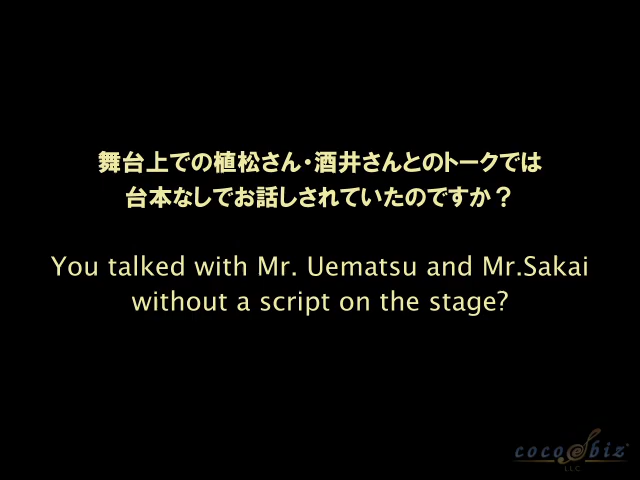 舞台上での植松さん・酒井さんとのトークでは
台本なしでお話しされていたのですか？
You talked with Mr. Uematsu and Mr.Sakai
without a script on the stage?
cocoebiz
LLC